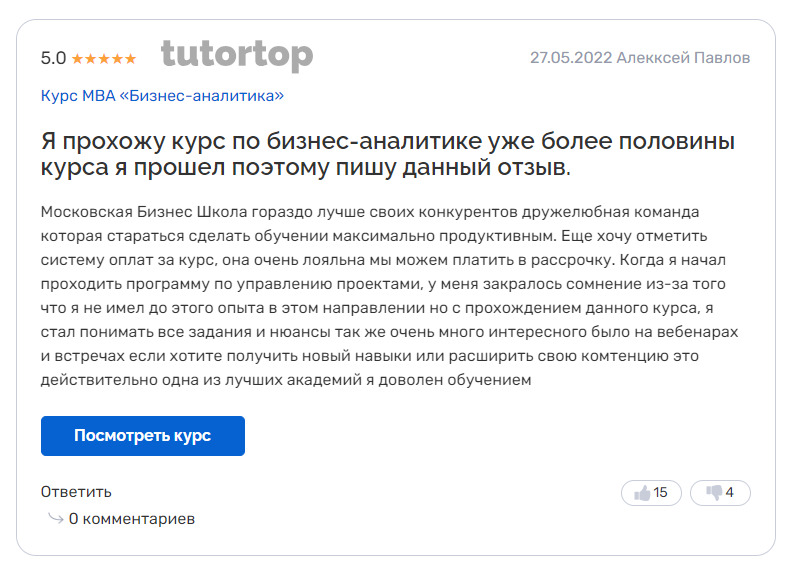 5.0 ★★★★★ tutortop 27.05.2022 Алекксей Павлов
Курс MBA «Бизнес-аналитика»
Я прохожу курс по бизнес-аналитике уже более половины
курса я прошел поэтому пишу данный отзыв.
Московская Бизнес Школа гораздо лучше своих конкурентов дружелюбная команда
которая стараться сделать обучении максимально продуктивным. Еще хочу отметить
систему оплат за курс, она очень лояльна мы можем платить в рассрочку. Когда я начал
проходить программу по управлению проектами, у меня закралось сомнение из-за того
что я не имел до этого опыта в этом направлении но с прохождением данного курса, я
стал понимать все задания и нюансы так же очень много интересного было на вебенарах
и встречах если хотите получить новый навыки или расширить свою комтенцию это
действительно одна из лучших академий я доволен обучением
Посмотреть курс
Ответить 15 4
0 комментариев